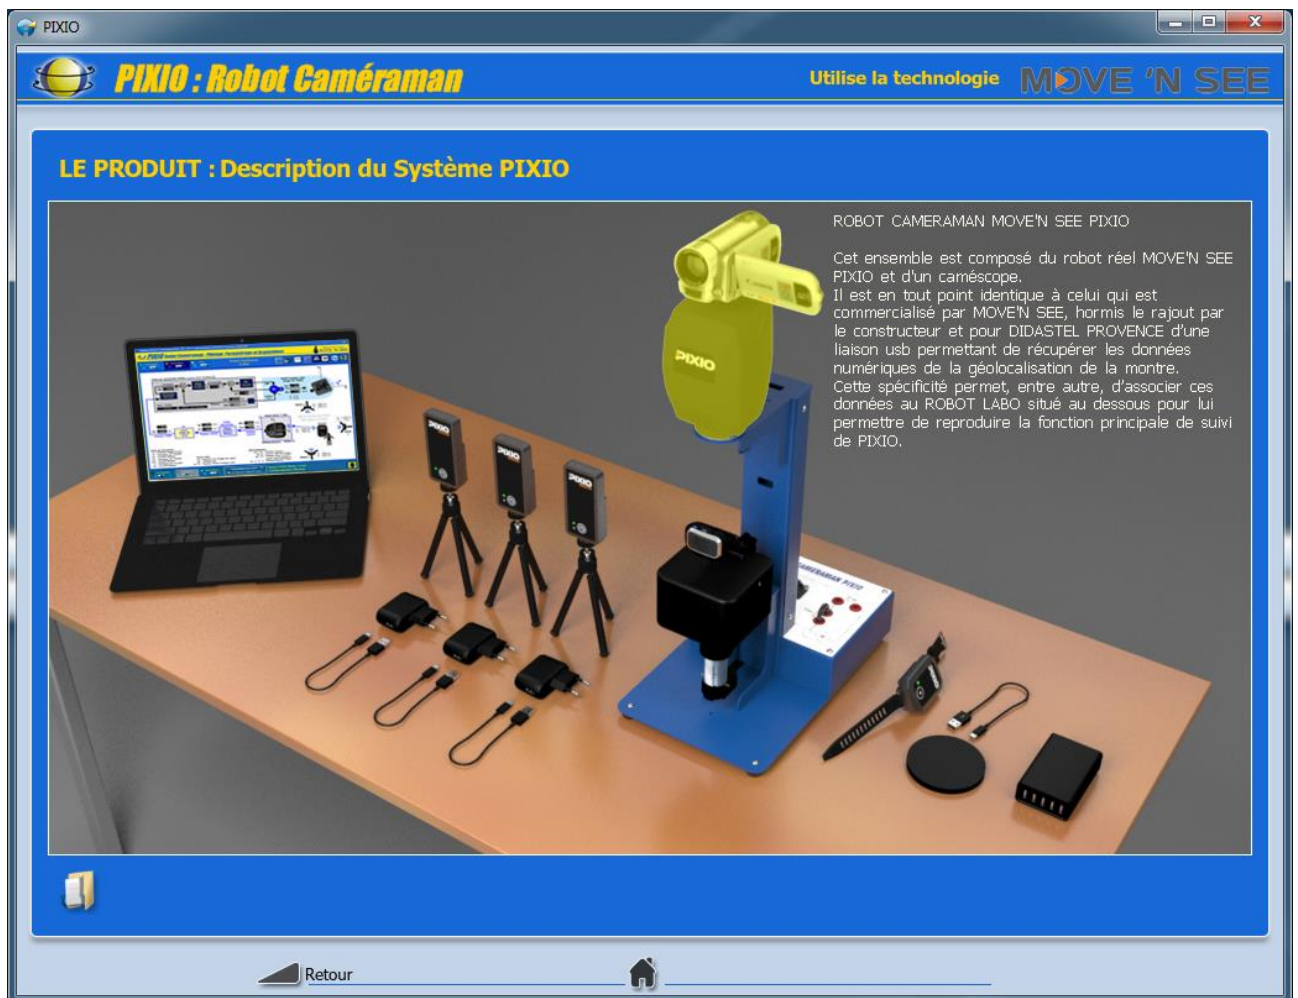 PIXIO
PIXIO : Robot Caméraman
Utilise la technologie MOVE 'N SEE
LE PRODUIT : Description du Système PIXIO
ROBOT CAMERAMAN MOVE'N SEE PIXIO
Cet ensemble est composé du robot réel MOVE'N SEE
PIXIO et d'un caméscope.
Il est en tout point identique à celui qui est
commercialisé par MOVE'N SEE, hormis le rajout par
le constructeur et pour DIDASTEL PROVENCE d'une
liaison usb permettant de récupérer les données
numériques de la géolocalisation de la montre.
Cette spécificité permet, entre autre, d'associer ces
données au ROBOT LABO situé au dessous pour lui
permettre de reproduire la fonction principale de suivi
de PIXIO.
PIXIO
PIXIO
PIXIO
PIXIO
CAMERAMAN PIXIO
PIXIO
Retour